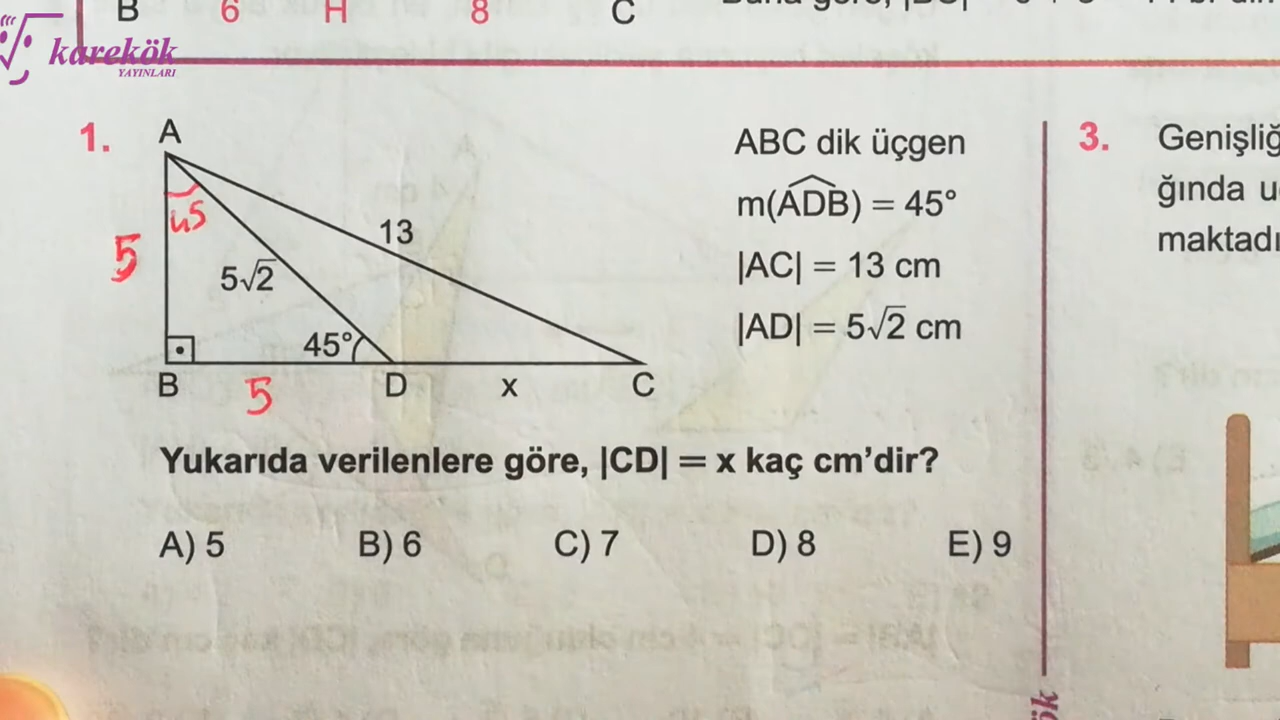 B 6 H 8 C
karekök
YAYINLARI
1.
A
45
5
13
5√2
45°
B 5 D x C
ABC dik üçgen
m(ADB) = 45°
|AC| = 13 cm
|AD| = 5√2 cm
Yukarıda verilenlere göre, |CD| = x kaç cm'dir?
A) 5 B) 6 C) 7 D) 8 E) 9
3. Genişliğ
ğında u
maktadı
ök